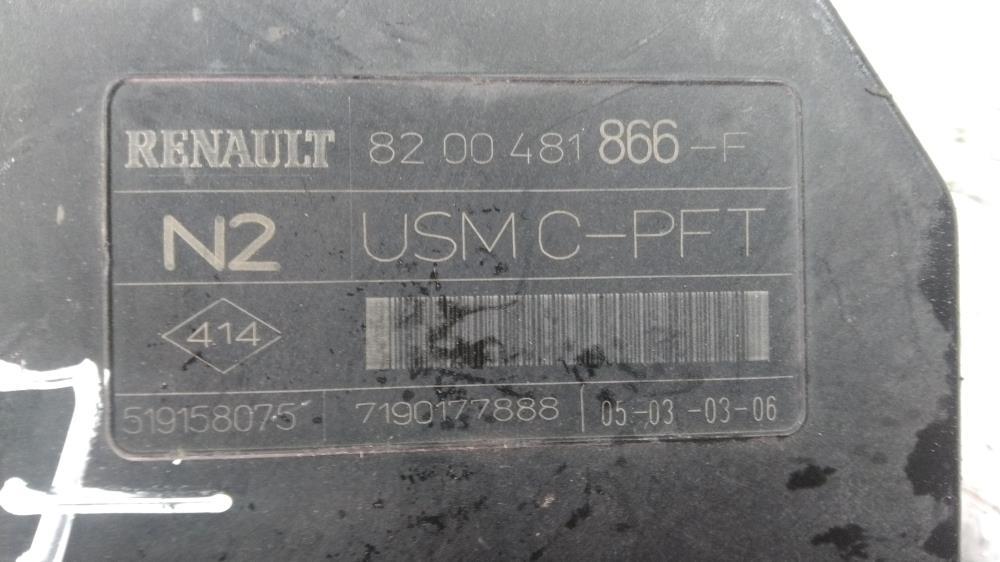 RENAULT 82 00 481 866 -F
N2 USM C-PFT
414
519158075 7190177888 05-03-03-06